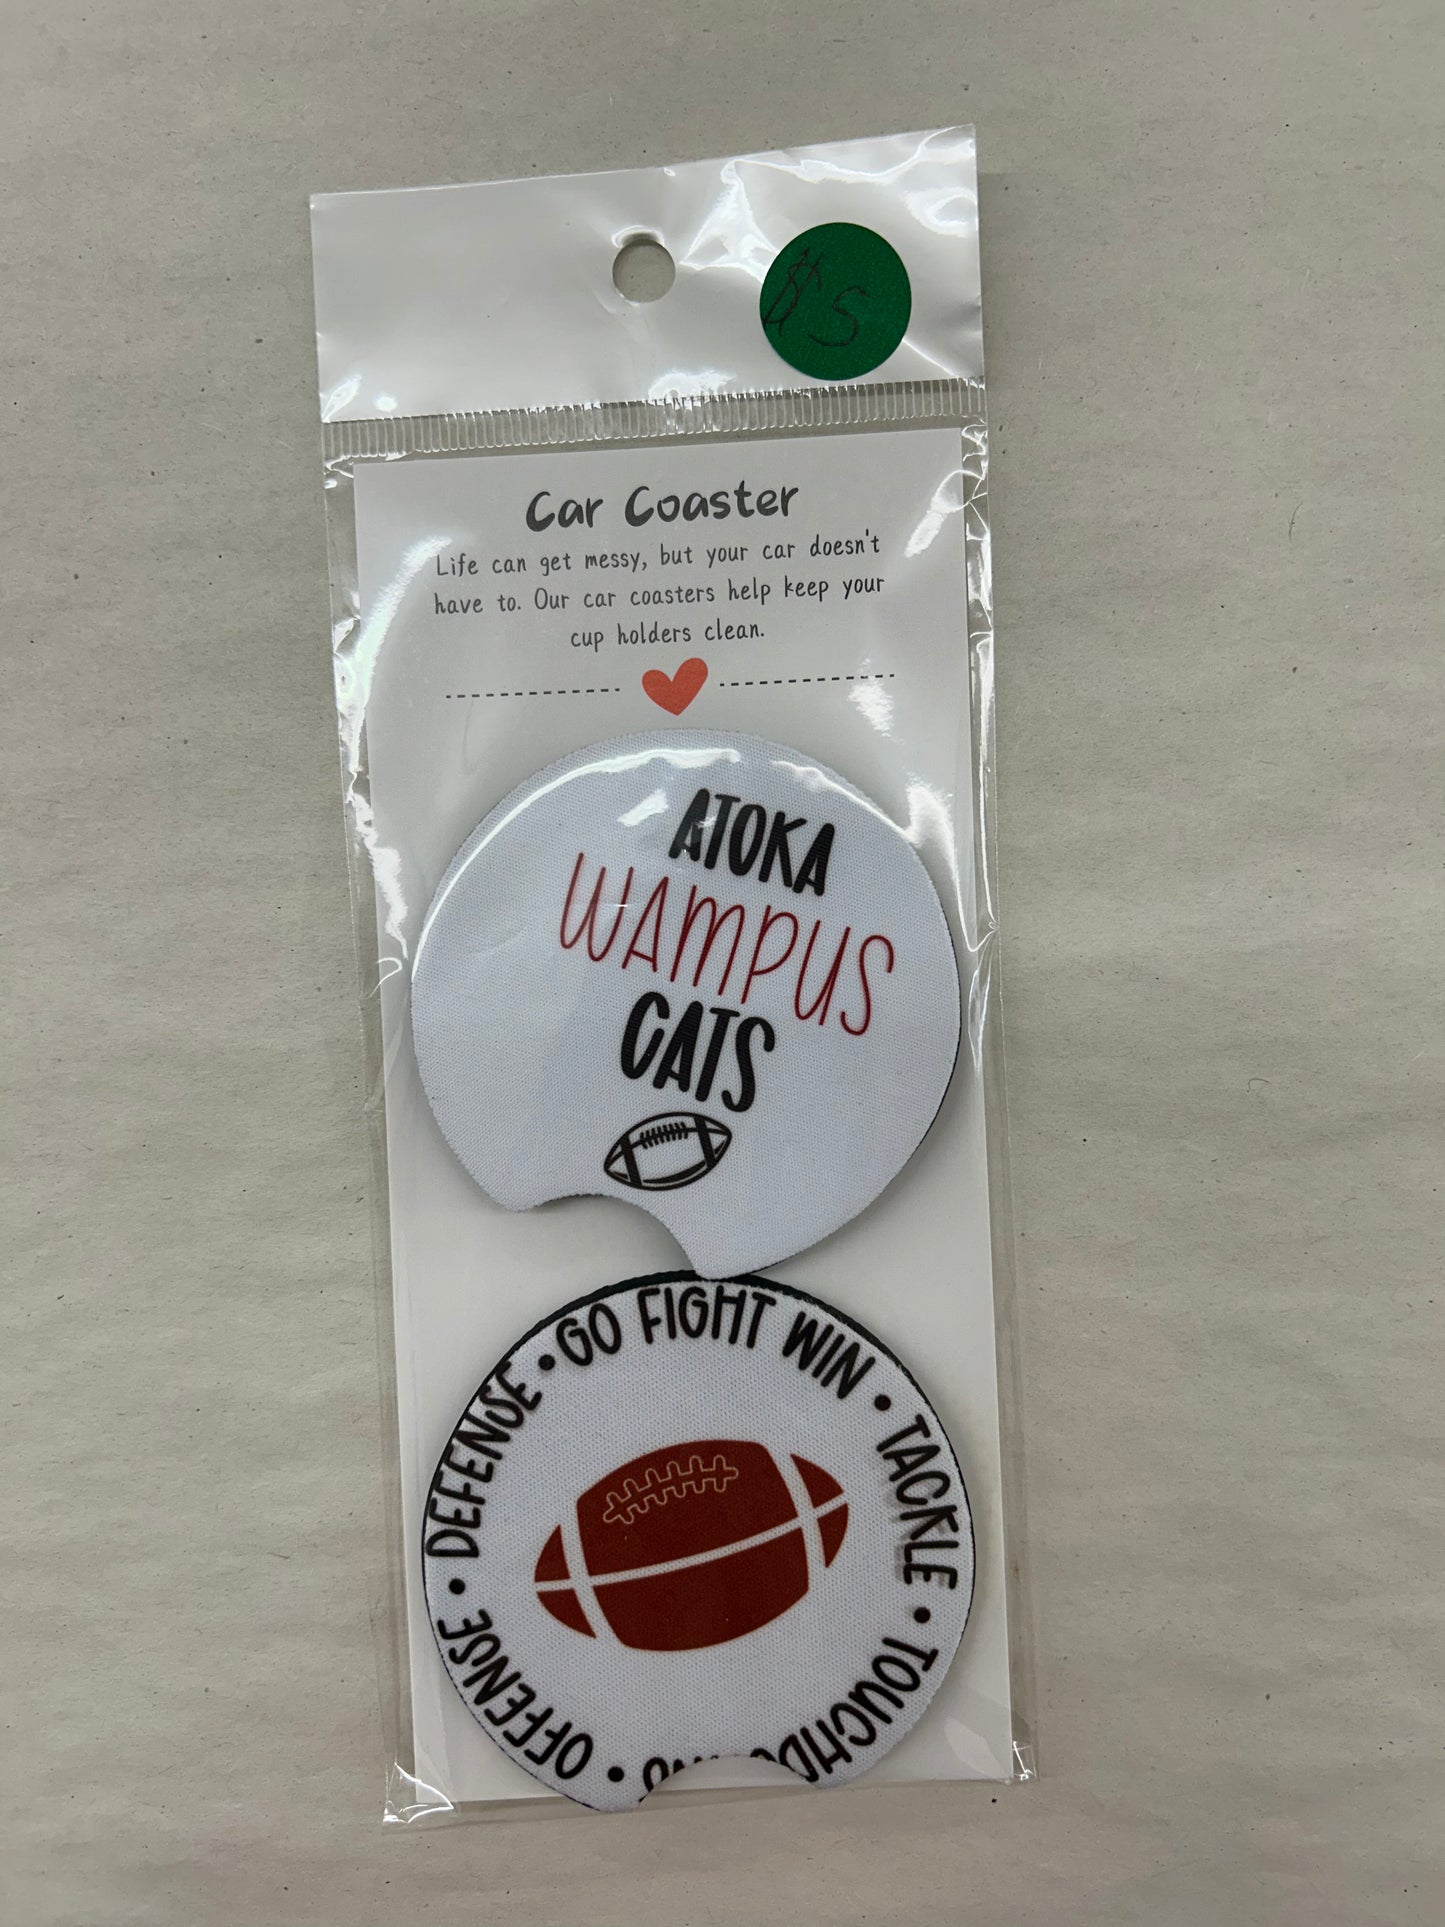 $5
Car Coaster
Life can get messy, but your car doesn't
have to. Our car coasters help keep your
cup holders clean.
ATOKA
WAMPUS
CATS
GO FIGHT WIN • TACKLE • TOUCHD • OFFENSE • DEFENSE •